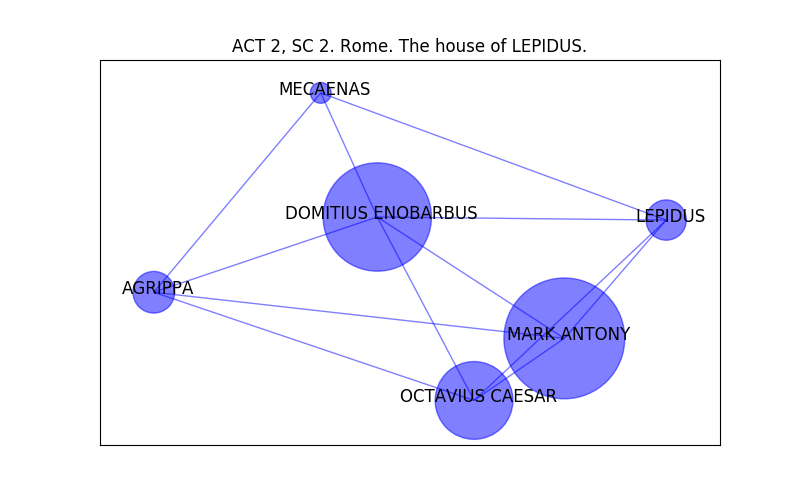 ACT 2, SC 2. Rome. The house of LEPIDUS.
MECAENAS
DOMITIUS ENOBARBUS
LEPIDUS
AGRIPPA
MARK ANTONY
OCTAVIUS CAESAR